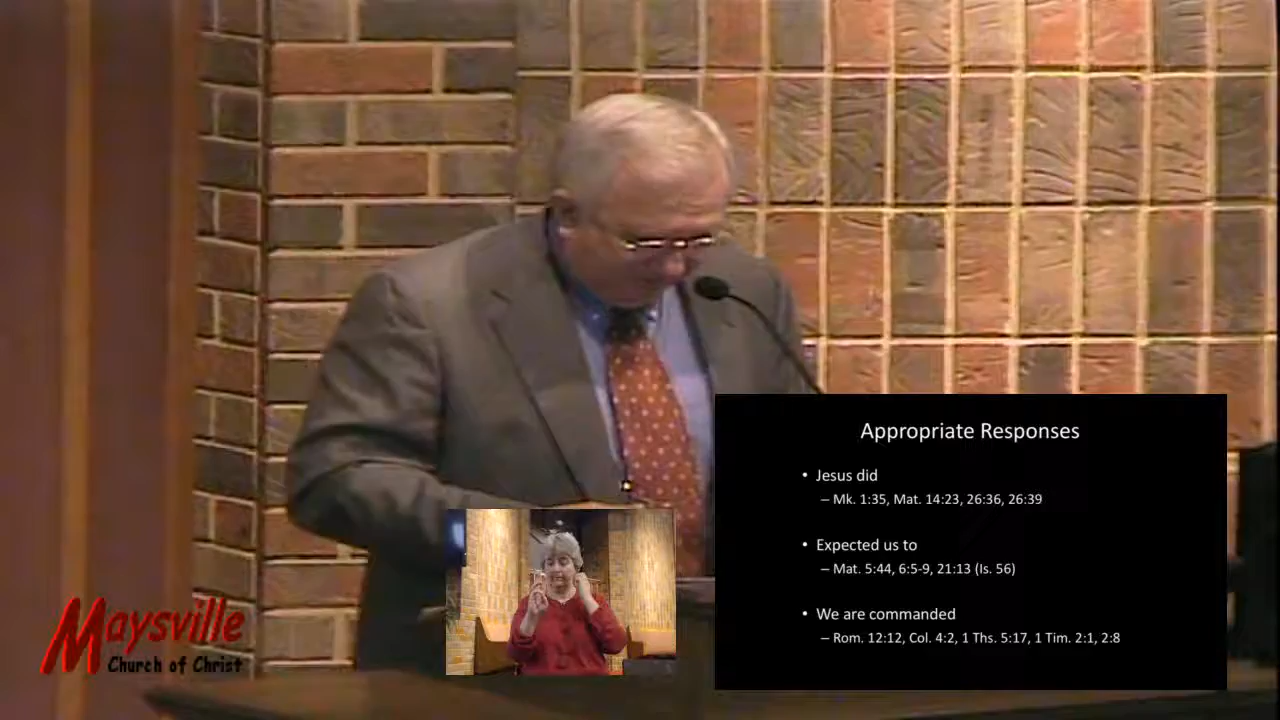 Appropriate Responses
• Jesus did
– Mk. 1:35, Mat. 14:23, 26:36, 26:39
• Expected us to
– Mat. 5:44, 6:5-9, 21:13 (Is. 56)
• We are commanded
– Rom. 12:12, Col. 4:2, 1 Ths. 5:17, 1 Tim. 2:1, 2:8
Maysville
Church of Christ